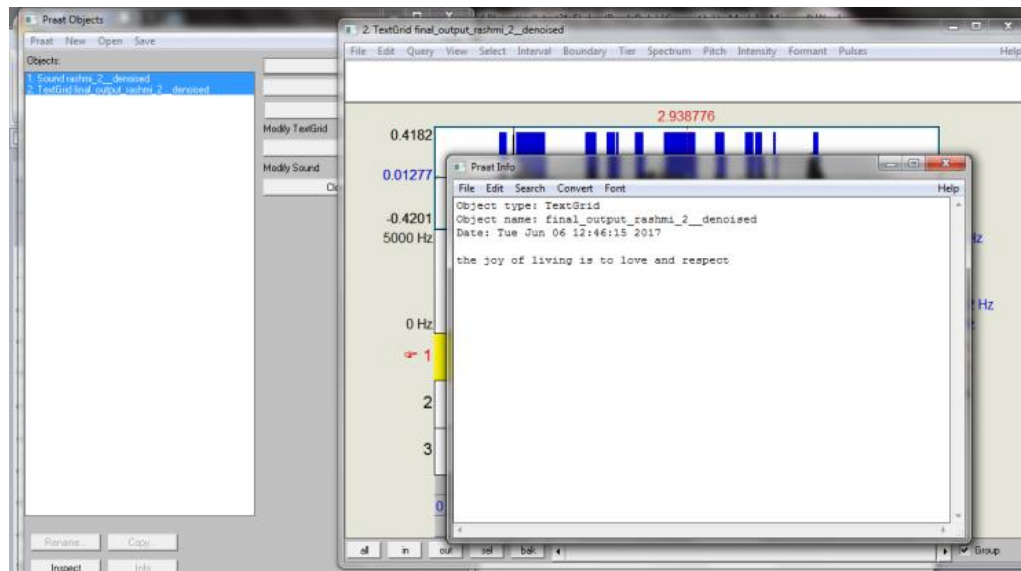 Praat Objects
Praat New Open Save
Objects:
1. Sound rashmi_2__denoised
2. TextGrid final_output_rashmi_2__denoised
Modify TextGrid
Modify Sound
Rename... Copy...
Inspect Info
2. TextGrid final_output_rashmi_2__denoised
File Edit Query View Select Interval Boundary Tier Spectrum Pitch Intensity Formant Pulses Help
2.938776
0.4182
0.01277
-0.4201
5000 Hz
0 Hz
1
2
3
0
Hz
all in out sel bak Group
Praat Info
File Edit Search Convert Font Help
Object type: TextGrid
Object name: final_output_rashmi_2__denoised
Date: Tue Jun 06 12:46:15 2017
the joy of living is to love and respect